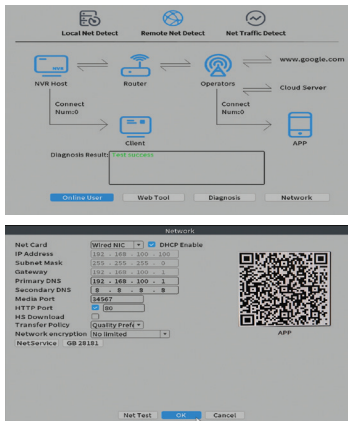 Local Net Detect Remote Net Detect Net Traffic Detect
www.google.com
NVR Host Router Operators Cloud Server
Connect Num:0
Connect Num:0
Client APP
Diagnosis Result: Test success
Online User Web Tool Diagnosis Network
Network
Net Card Wired NIC DHCP Enable
IP Address 192 . 168 . 100 . 100
Subnet Mask 255 . 255 . 255 . 0
Gateway 192 . 168 . 100 . 1
Primary DNS 192 . 168 . 100 . 1
Secondary DNS 8 . 8 . 8 . 8
Media Port 34567
HTTP Port 80
HS Download
Transfer Policy Quality Prefe
Network encryption No limited
NetService GB 28181
APP
Net Test OK Cancel